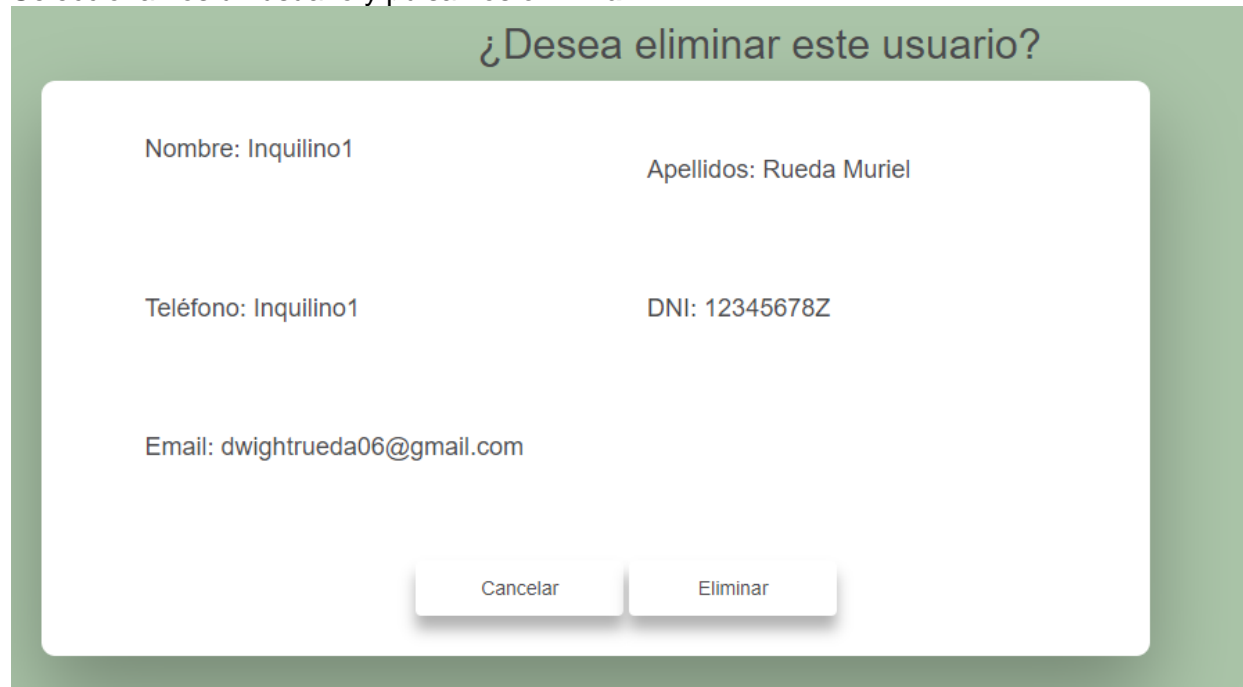 ¿Desea eliminar este usuario?
Nombre: Inquilino1
Apellidos: Rueda Muriel
Teléfono: Inquilino1
DNI: 12345678Z
Email: dwightrueda06@gmail.com
Cancelar
Eliminar